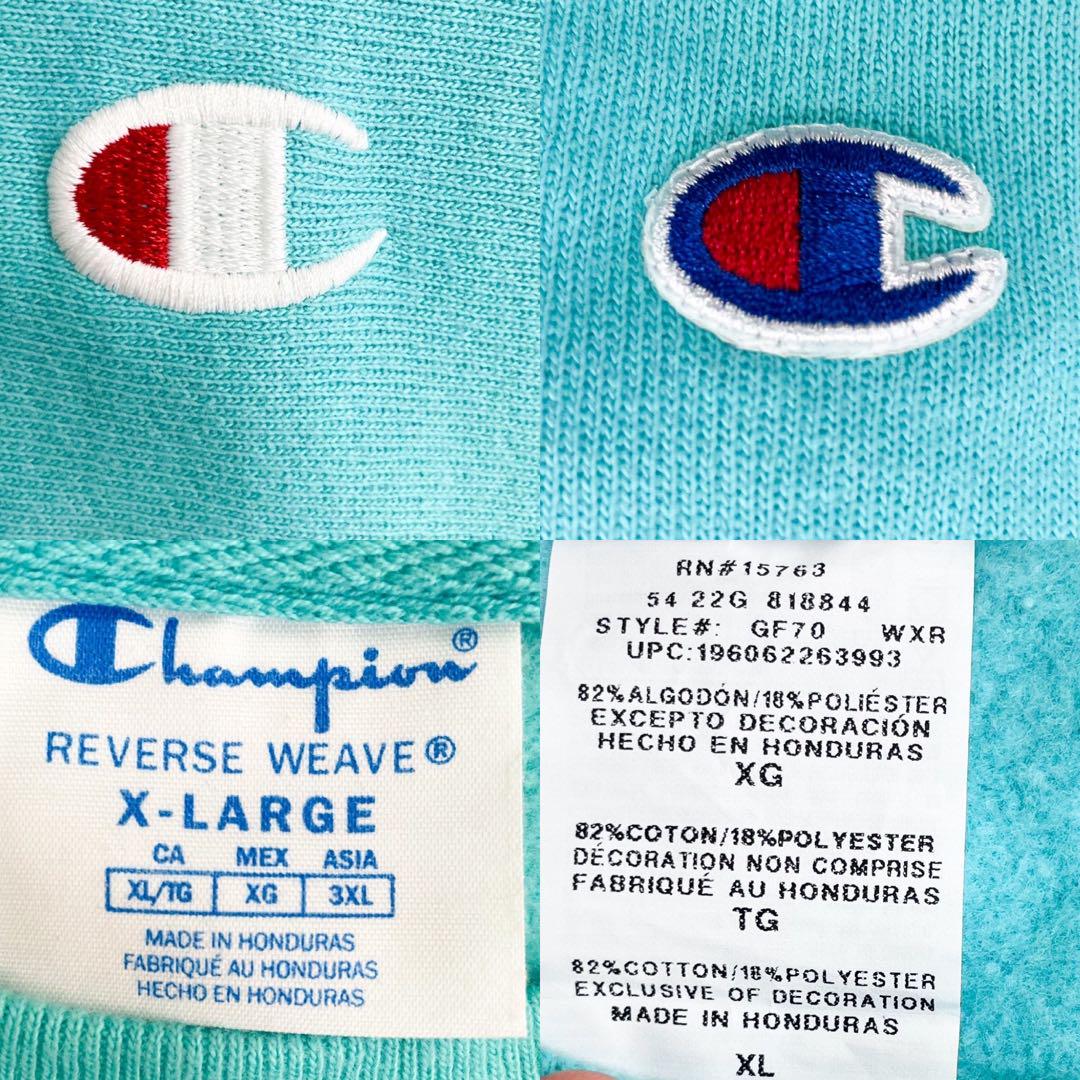 Champion®
REVERSE WEAVE®
X-LARGE
CA MEX ASIA
XL/TG XG 3XL
MADE IN HONDURAS
FABRIQUÉ AU HONDURAS
HECHO EN HONDURAS
RN#15763
54 22G 818844
STYLE#: GF70 WXR
UPC:196062263993
82%ALGODÓN/18%POLIÉSTER
EXCEPTO DECORACIÓN
HECHO EN HONDURAS
XG
82%COTON/18%POLYESTER
DÉCORATION NON COMPRISE
FABRIQUÉ AU HONDURAS
TG
82%COTTON/18%POLYESTER
EXCLUSIVE OF DECORATION
MADE IN HONDURAS
XL